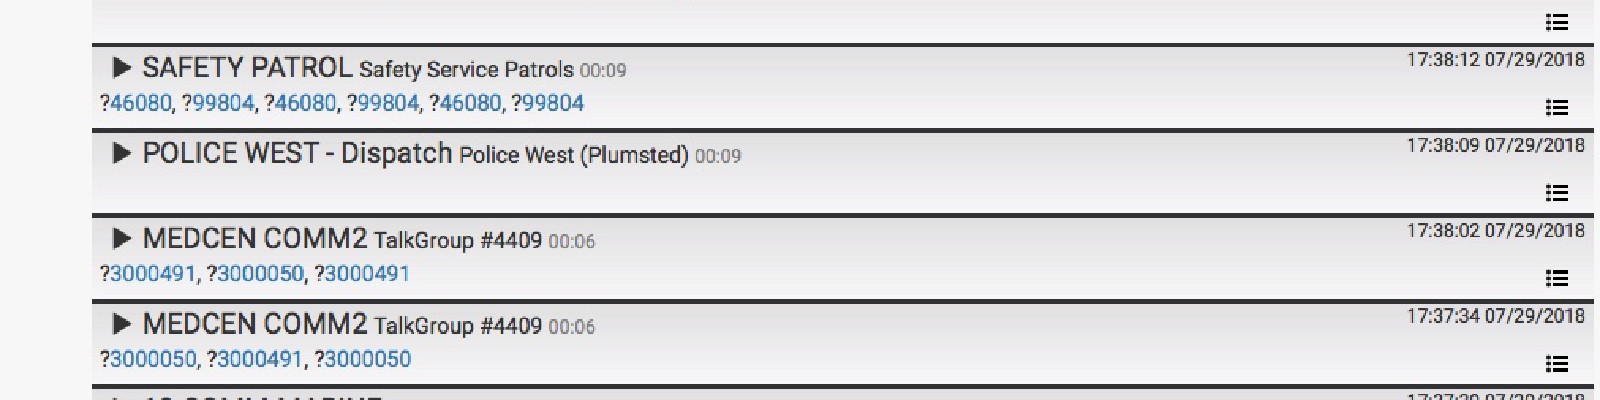 SAFETY PATROL Safety Service Patrols 00:09 17:38:12 07/29/2018
?46080, ?99804, ?46080, ?99804, ?46080, ?99804
POLICE WEST - Dispatch Police West (Plumsted) 00:09 17:38:09 07/29/2018
MEDCEN COMM2 TalkGroup #4409 00:06 17:38:02 07/29/2018
?3000491, ?3000050, ?3000491
MEDCEN COMM2 TalkGroup #4409 00:06 17:37:34 07/29/2018
?3000050, ?3000491, ?3000050